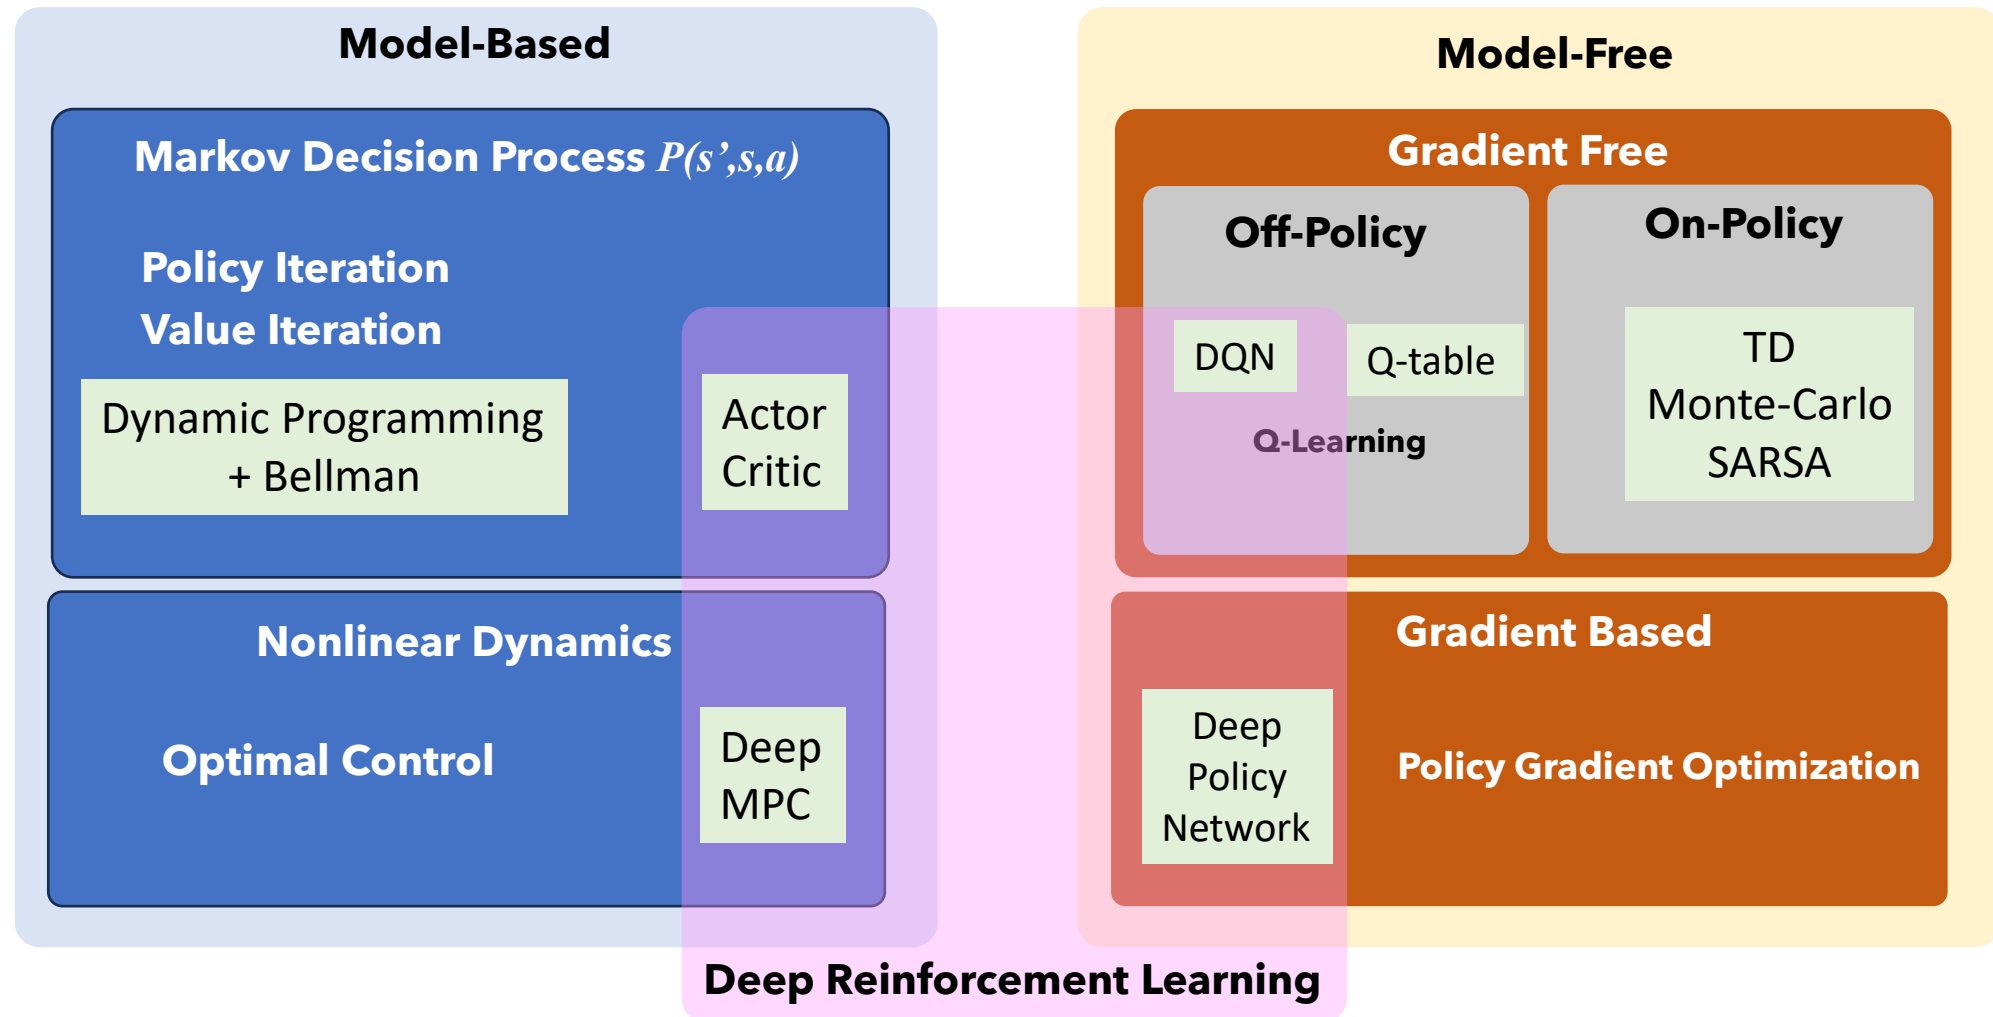 Model-Based
Markov Decision Process P(s’,s,a)
Policy Iteration
Value Iteration
Dynamic Programming
+ Bellman
Actor
Critic
Nonlinear Dynamics
Optimal Control
Deep
MPC
Model-Free
Gradient Free
Off-Policy
DQN
Q-table
Q-Learning
On-Policy
TD
Monte-Carlo
SARSA
Gradient Based
Deep
Policy
Network
Policy Gradient Optimization
Deep Reinforcement Learning